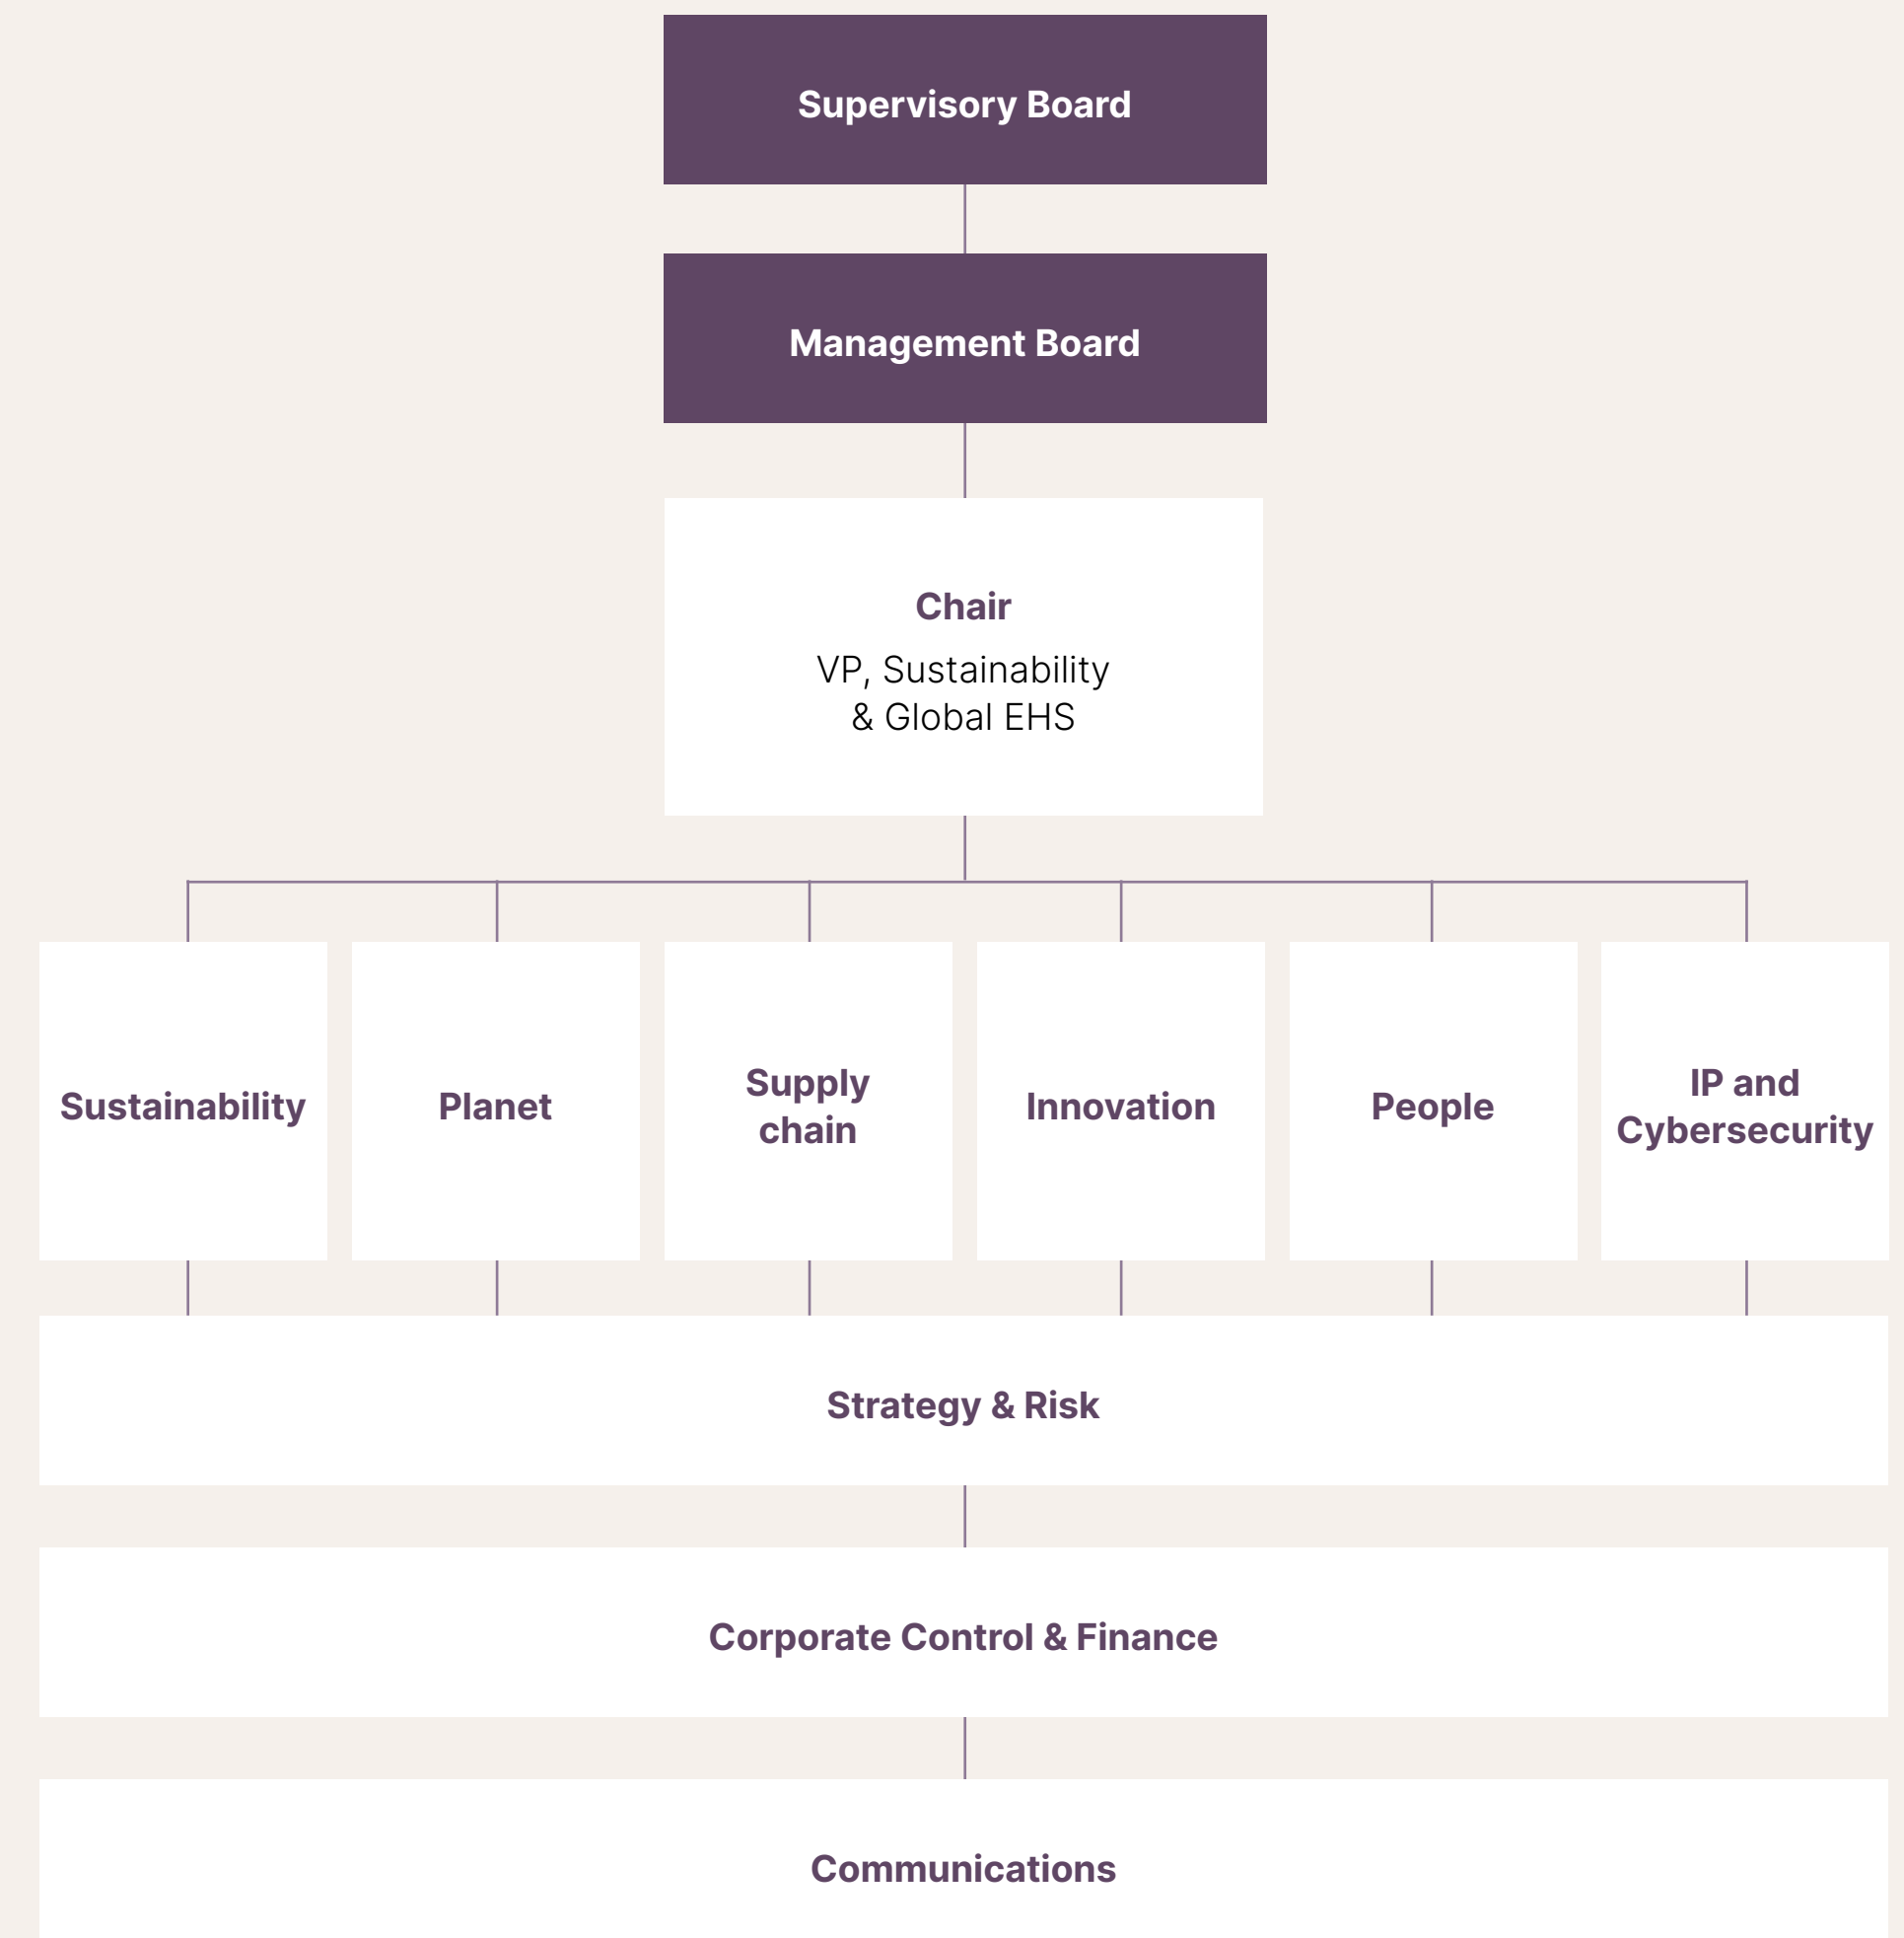 Supervisory Board
Management Board
Chair
VP, Sustainability
& Global EHS
Sustainability
Planet
Supply
chain
Innovation
People
IP and
Cybersecurity
Strategy & Risk
Corporate Control & Finance
Communications